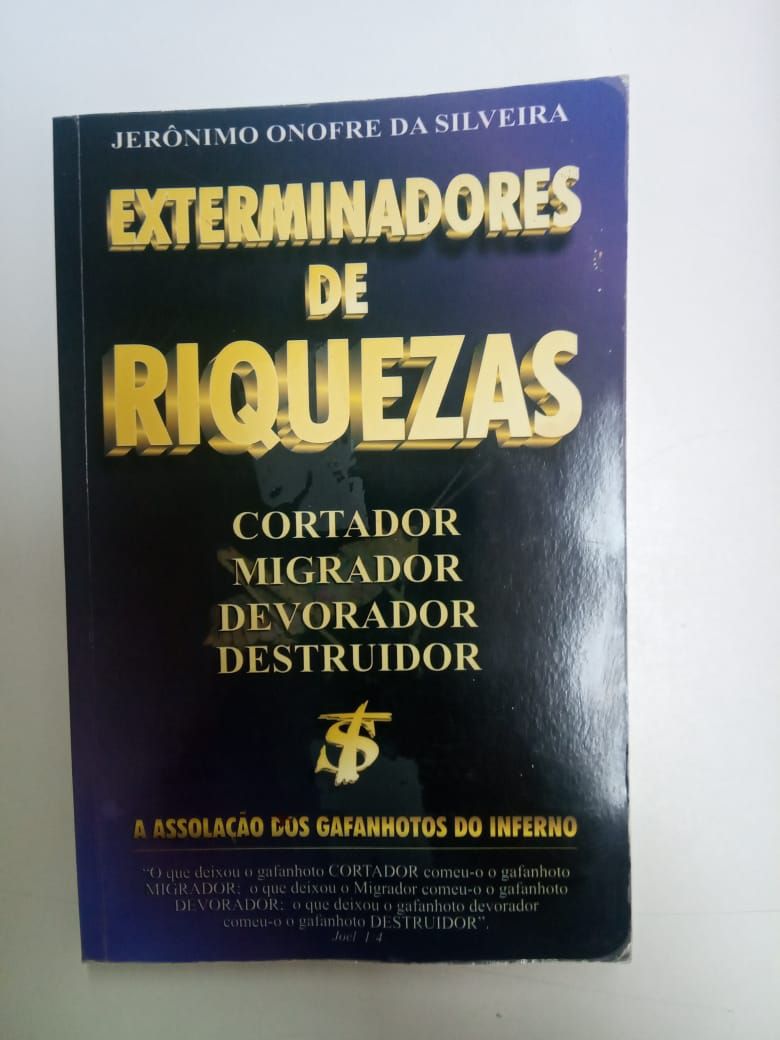 JERÔNIMO ONOFRE DA SILVEIRA
EXTERMINADORES
DE
RIQUEZAS
CORTADOR
MIGRADOR
DEVORADOR
DESTRUIDOR
A ASSOLAÇÃO DOS GAFANHOTOS DO INFERNO
"O que deixou o gafanhoto CORTADOR comeu-o o gafanhoto
MIGRADOR; o que deixou o Migrador comeu-o o gafanhoto
DEVORADOR; o que deixou o gafanhoto devorador
comeu-o o gafanhoto DESTRUIDOR".
Joel 1 4